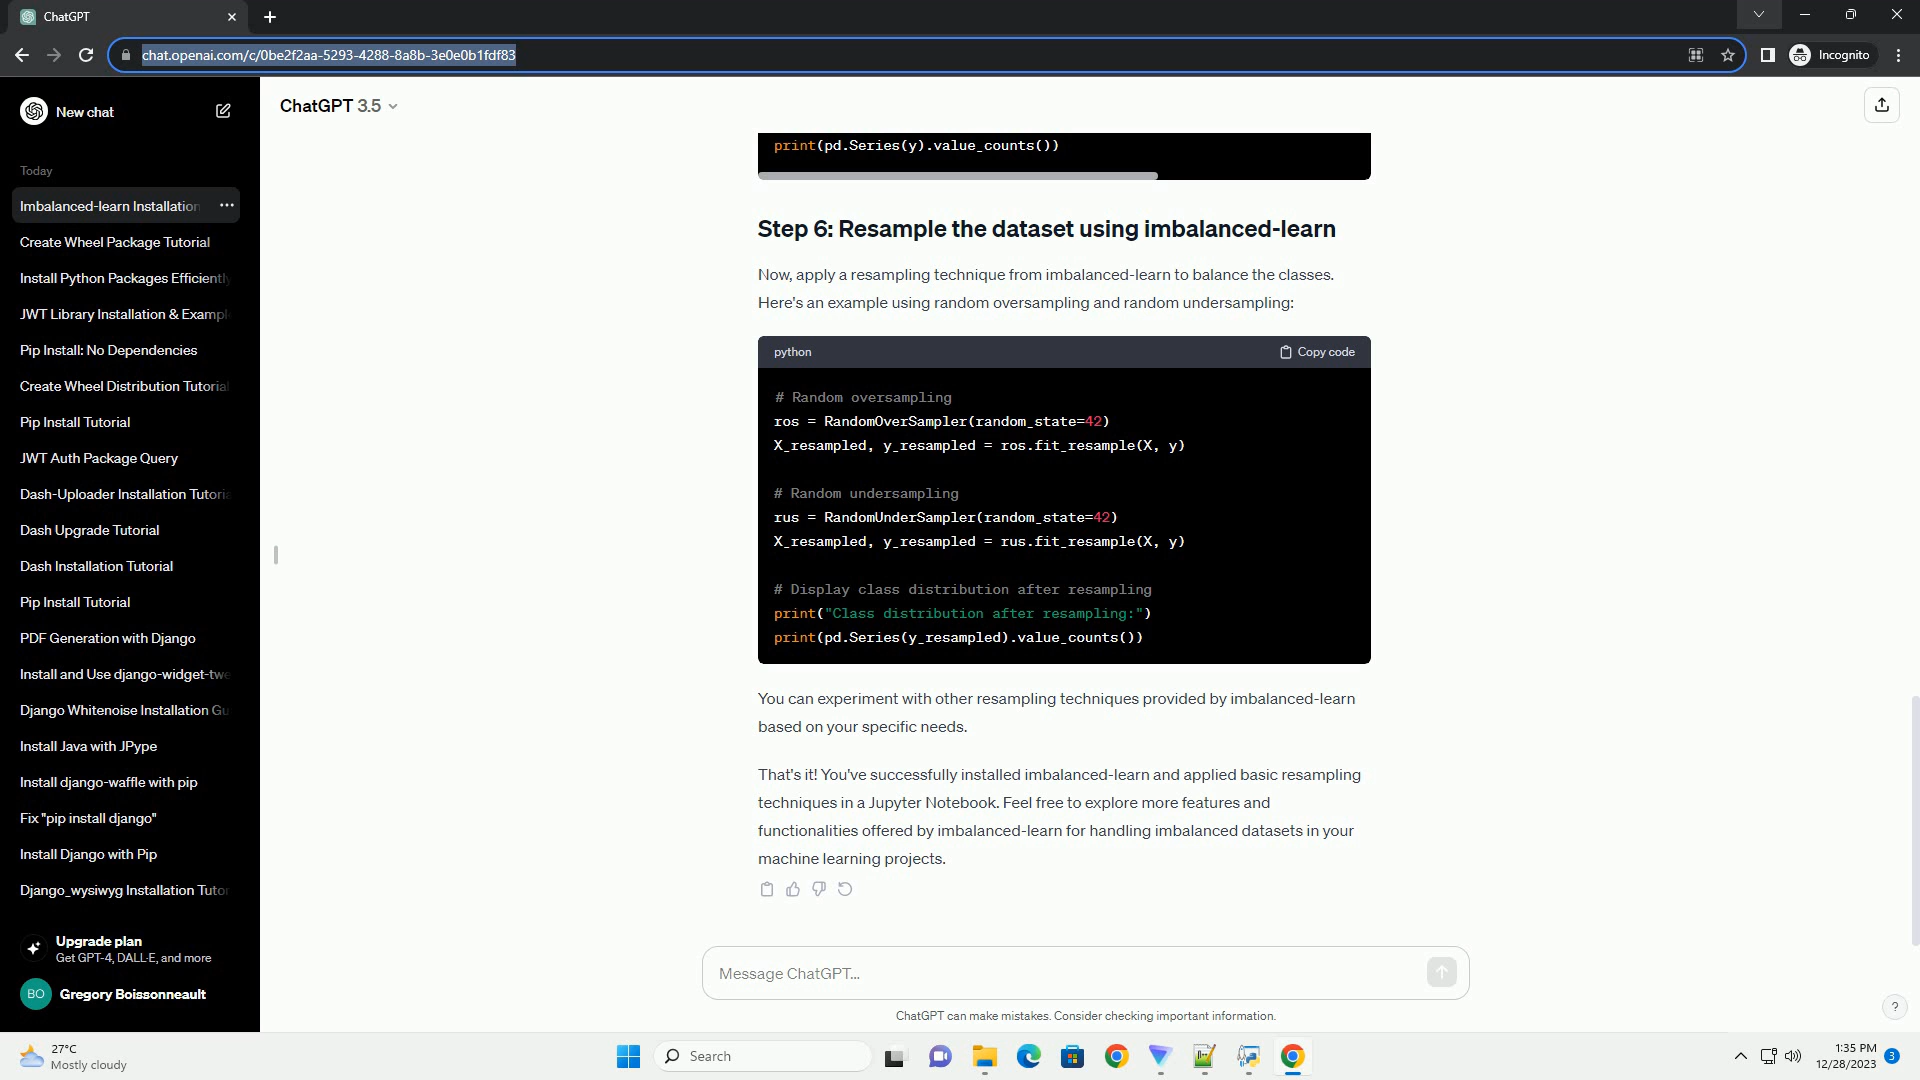 ChatGPT
chat.openai.com/c/0be2f2aa-5293-4288-8a8b-3e0e0b1fdf83
Incognito
New chat
Today
Imbalanced-learn Installation
Create Wheel Package Tutorial
Install Python Packages Efficiently
JWT Library Installation & Exampl
Pip Install: No Dependencies
Create Wheel Distribution Tutorial
Pip Install Tutorial
JWT Auth Package Query
Dash-Uploader Installation Tutoria
Dash Upgrade Tutorial
Dash Installation Tutorial
Pip Install Tutorial
PDF Generation with Django
Install and Use django-widget-twe
Django Whitenoise Installation Gu
Install Java with JPype
Install django-waffle with pip
Fix "pip install django"
Install Django with Pip
Django_wysiwyg Installation Tutor
Upgrade plan
Get GPT-4, DALL·E, and more
BO
Gregory Boissonneault
ChatGPT 3.5
print(pd.Series(y).value_counts())
Step 6: Resample the dataset using imbalanced-learn
Now, apply a resampling technique from imbalanced-learn to balance the classes.
Here's an example using random oversampling and random undersampling:
python
Copy code
# Random oversampling
ros = RandomOverSampler(random_state=42)
X_resampled, y_resampled = ros.fit_resample(X, y)
# Random undersampling
rus = RandomUnderSampler(random_state=42)
X_resampled, y_resampled = rus.fit_resample(X, y)
# Display class distribution after resampling
print("Class distribution after resampling:")
print(pd.Series(y_resampled).value_counts())
You can experiment with other resampling techniques provided by imbalanced-learn
based on your specific needs.
That's it! You've successfully installed imbalanced-learn and applied basic resampling
techniques in a Jupyter Notebook. Feel free to explore more features and
functionalities offered by imbalanced-learn for handling imbalanced datasets in your
machine learning projects.
Message ChatGPT...
ChatGPT can make mistakes. Consider checking important information.
?
27°C
Mostly cloudy
Search
1:35 PM
12/28/2023
3